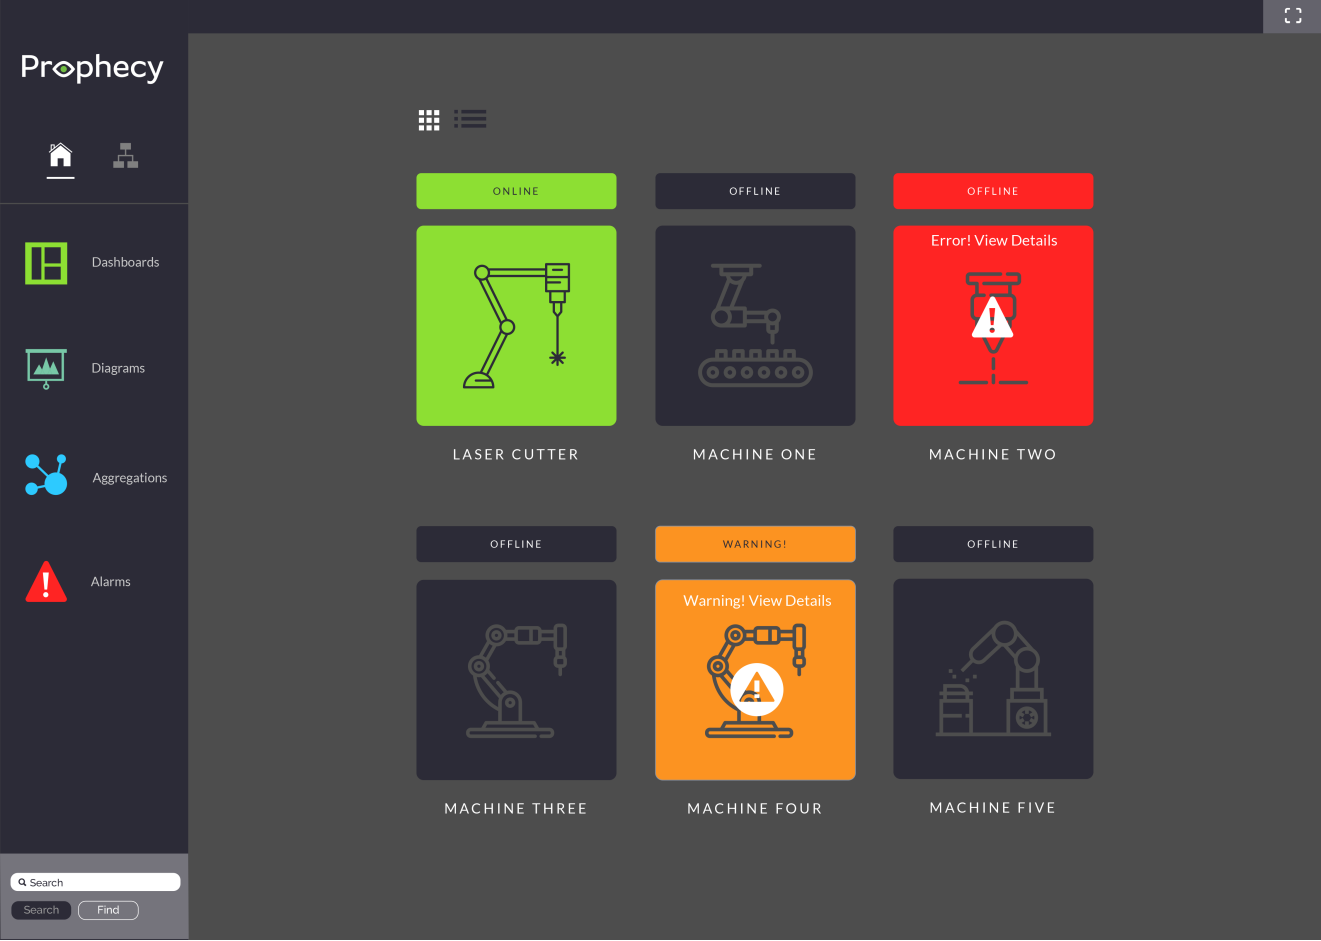 Prophecy
Dashboards
Diagrams
Aggregations
Alarms
Search
Search
Find
ONLINE
OFFLINE
OFFLINE
Error! View Details
LASER CUTTER
MACHINE ONE
MACHINE TWO
OFFLINE
WARNING!
OFFLINE
Warning! View Details
MACHINE THREE
MACHINE FOUR
MACHINE FIVE